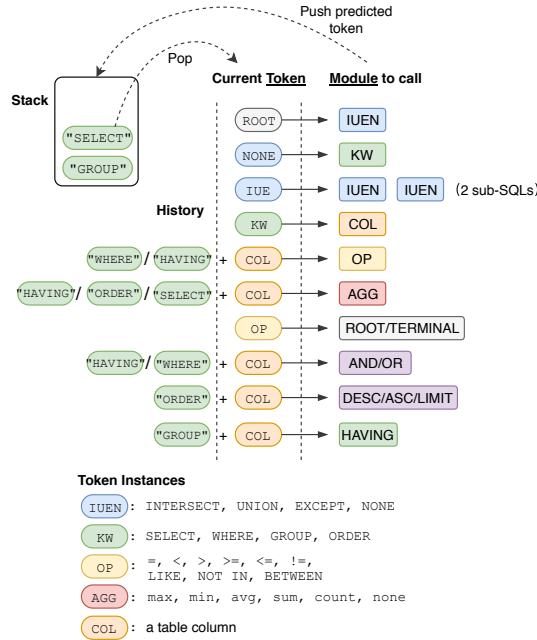 Push predicted
token
Pop
Current Token Module to call
Stack
"SELECT"
"GROUP"
ROOT IUEN
NONE KW
IUE IUEN IUEN (2 sub-SQLs)
History
KW COL
"WHERE" / "HAVING" + COL OP
"HAVING" / "ORDER" / "SELECT" + COL AGG
OP ROOT/TERMINAL
"HAVING" / "WHERE" + COL AND/OR
"ORDER" + COL DESC/ASC/LIMIT
"GROUP" + COL HAVING
Token Instances
IUEN : INTERSECT, UNION, EXCEPT, NONE
KW : SELECT, WHERE, GROUP, ORDER
OP : =, <, >, >=, <=, !=,
LIKE, NOT IN, BETWEEN
AGG : max, min, avg, sum, count, none
COL : a table column